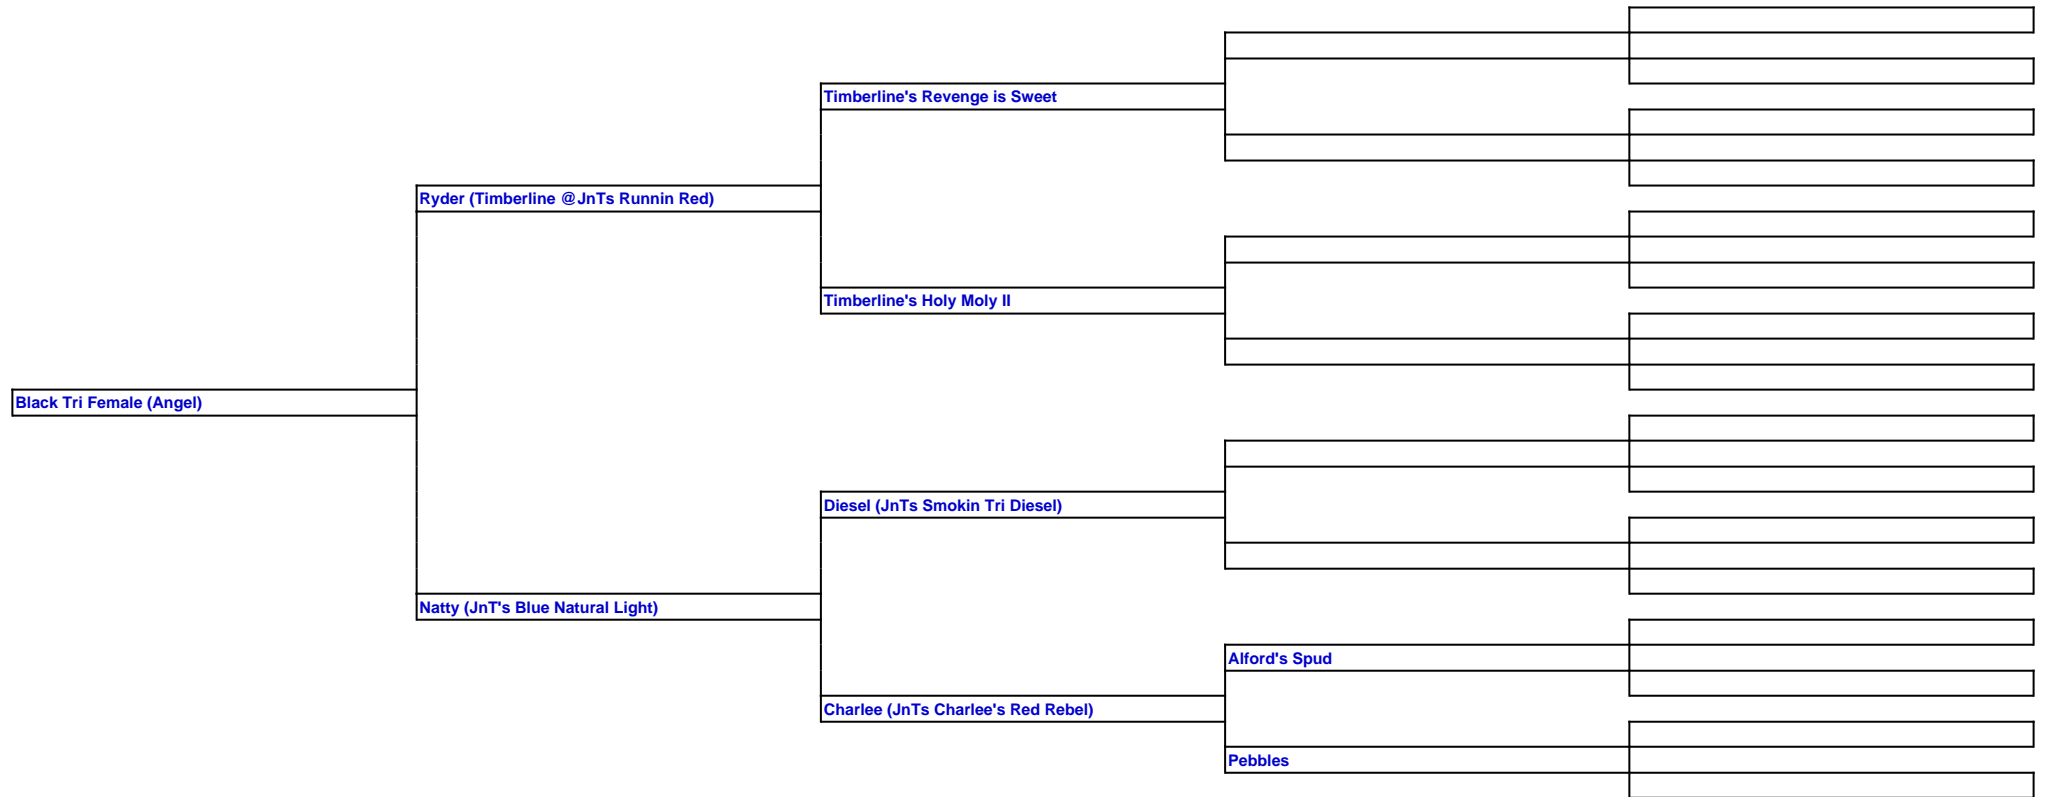 Timberline's Revenge is Sweet
Ryder (Timberline @JnTs Runnin Red)
Timberline's Holy Moly II
Black Tri Female (Angel)
Diesel (JnTs Smokin Tri Diesel)
Natty (JnT's Blue Natural Light)
Alford's Spud
Charlee (JnTs Charlee's Red Rebel)
Pebbles